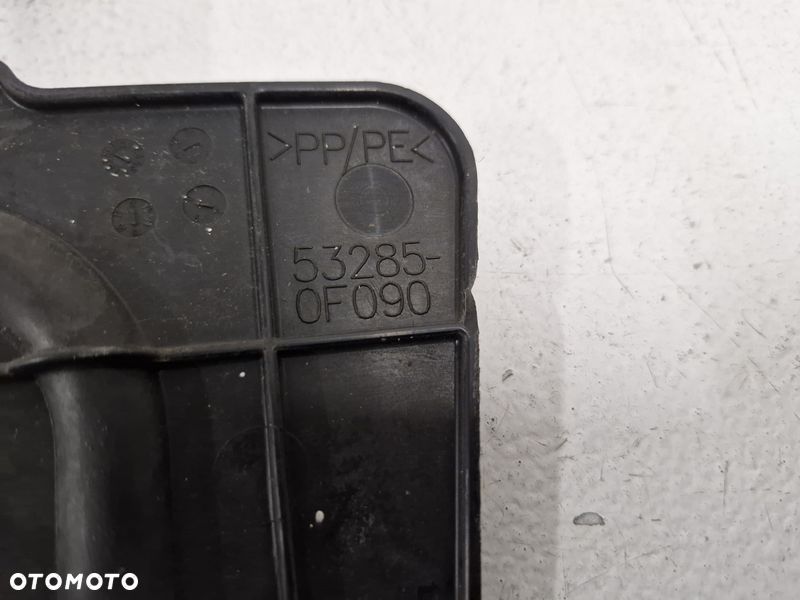 >PP/PE<
53285-
0F090
OTOMOTO